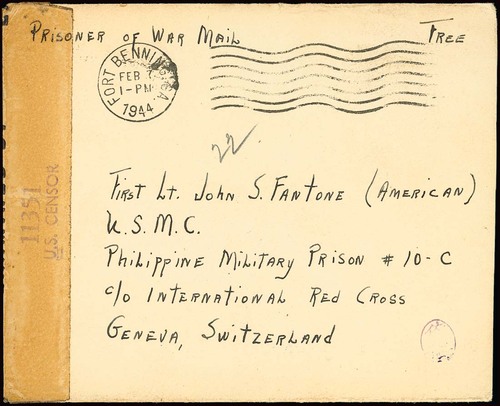 Prisoner of War Mail
Free
FORT BENNING, GA.
FEB
1-PM
1944
22
First Lt. John S. Fantone (American)
U.S.M.C.
Philippine Military Prison # 10-C
c/o International Red Cross
Geneva, Switzerland
11351
U.S. CENSOR